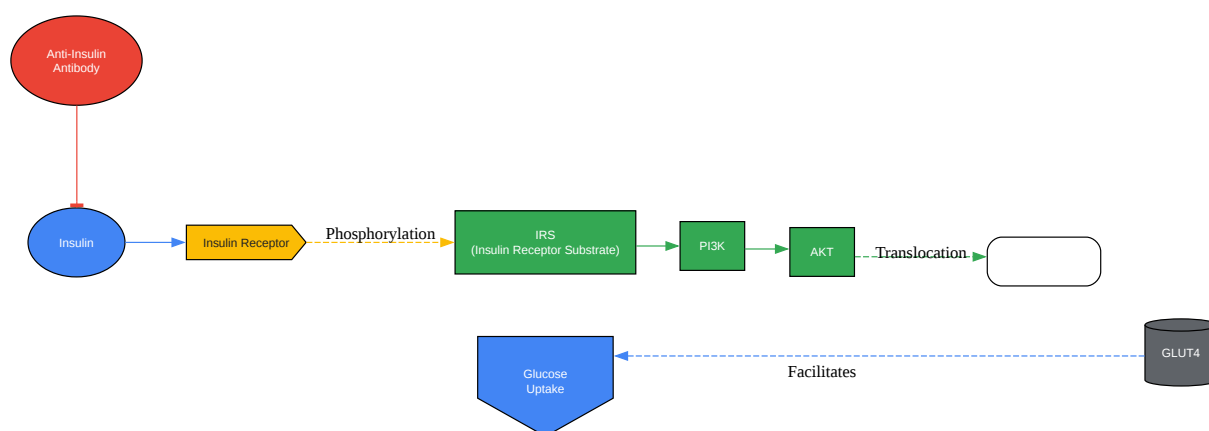 Anti-Insulin
Antibody
Insulin
Insulin Receptor
Phosphorylation
IRS
(Insulin Receptor Substrate)
PI3K
AKT
Translocation
GLUT4
Facilitates
Glucose
Uptake